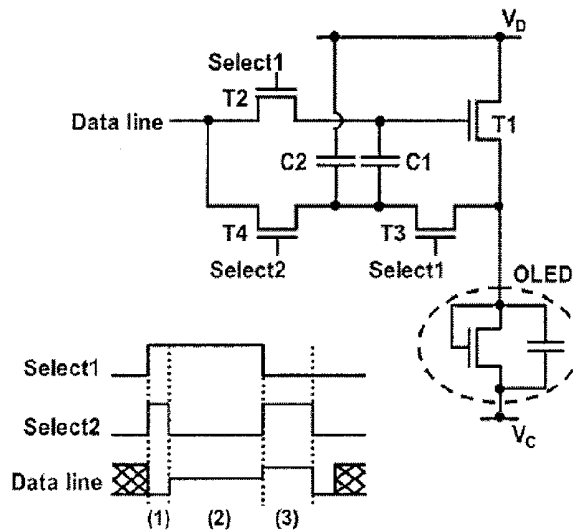 V_D
Select1
T2
Data line
T1
C2 C1
T4 T3
Select2 Select1
OLED
V_C
Select1
Select2
Data line
(1) (2) (3)